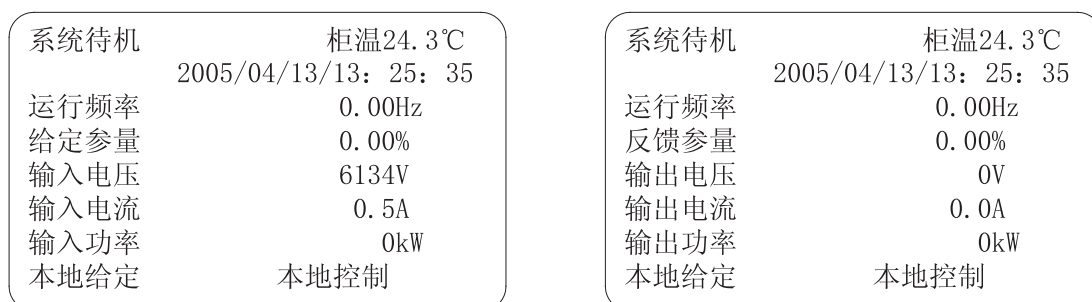 系统待机 柜温24.3℃
2005/04/13/13：25：35
运行频率 0.00Hz
给定参量 0.00%
输入电压 6134V
输入电流 0.5A
输入功率 0kW
本地给定 本地控制
系统待机 柜温24.3℃
2005/04/13/13：25：35
运行频率 0.00Hz
反馈参量 0.00%
输出电压 0V
输出电流 0.0A
输出功率 0kW
本地给定 本地控制